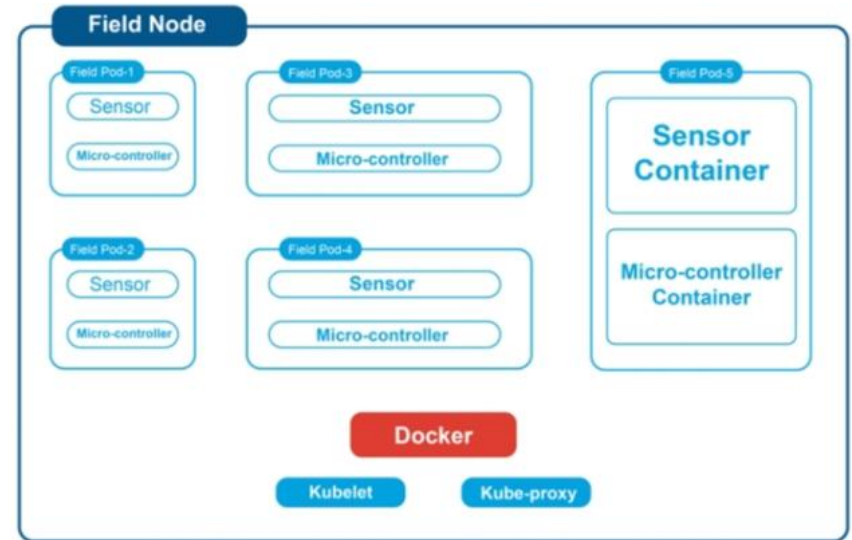 Field Node
Field Pod-1
Sensor
Micro-controller
Field Pod-3
Sensor
Micro-controller
Field Pod-5
Sensor
Container
Micro-controller
Container
Field Pod-2
Sensor
Micro-controller
Field Pod-4
Sensor
Micro-controller
Docker
Kubelet
Kube-proxy